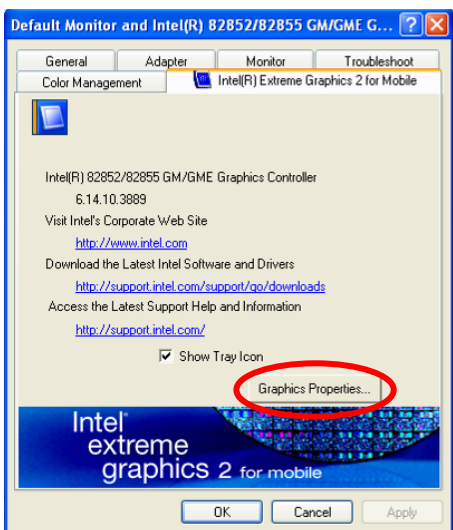 Default Monitor and Intel(R) 82852/82855 GM/GME G...
General Adapter Monitor Troubleshoot
Color Management Intel(R) Extreme Graphics 2 for Mobile
Intel(R) 82852/82855 GM/GME Graphics Controller
6.14.10.3889
Visit Intel's Corporate Web Site
http://www.intel.com
Download the Latest Intel Software and Drivers
http://support.intel.com/support/go/downloads
Access the Latest Support Help and Information
http://support.intel.com/
Show Tray Icon
Graphics Properties...
Intel®
extreme
graphics 2 for mobile
OK Cancel Apply